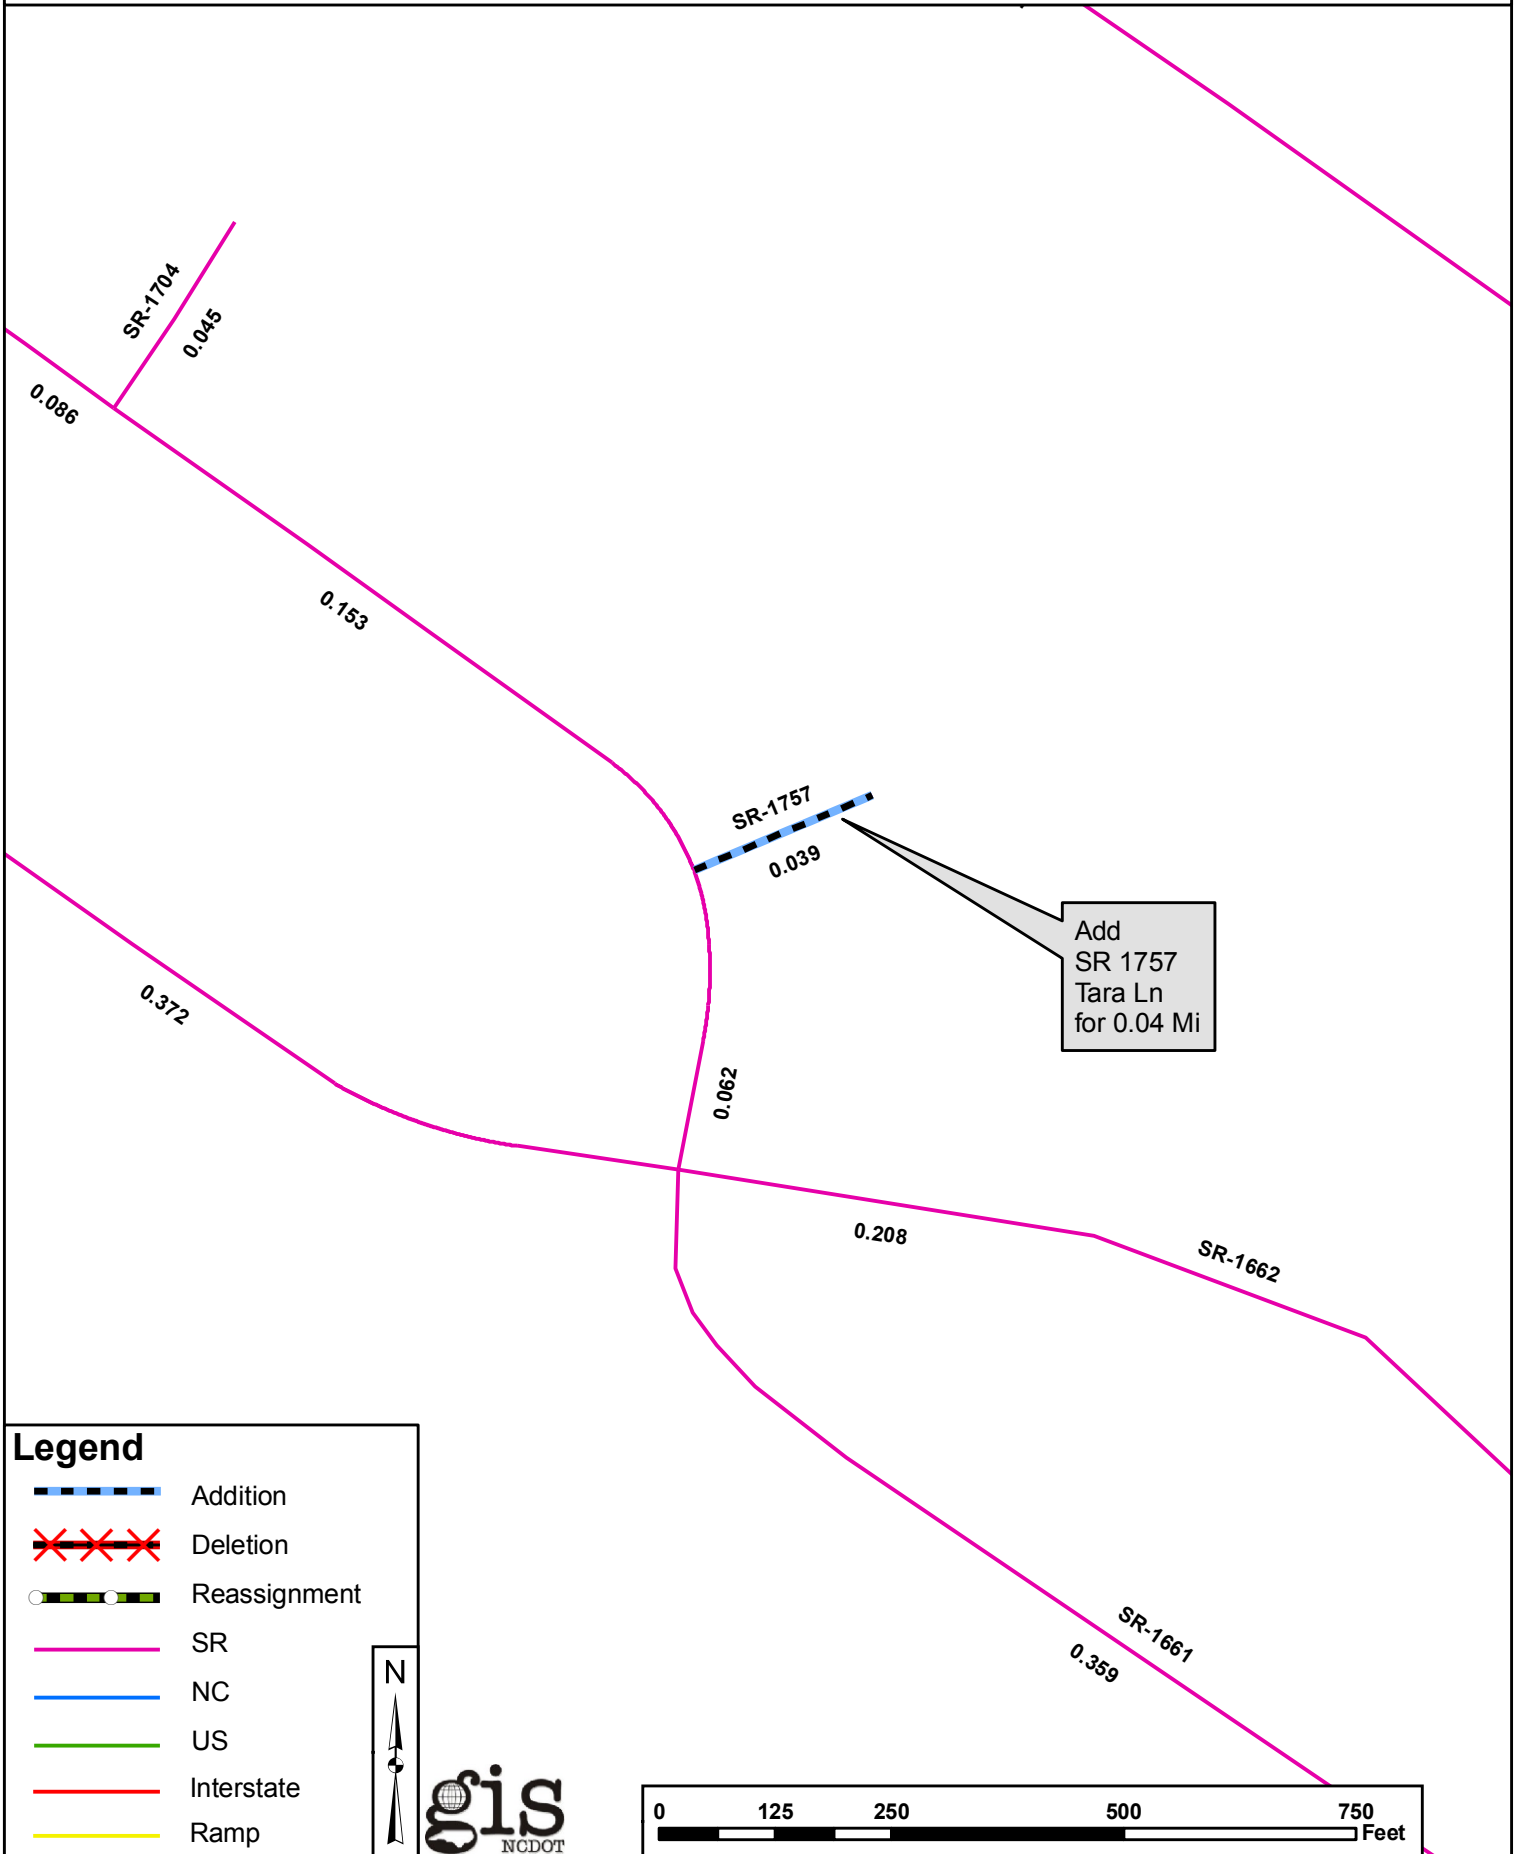 SR-1704
0.045
0.086
0.153
SR-1757
0.039
Add
SR 1757
Tara Ln
for 0.04 Mi
0.372
0.062
0.208
SR-1662
SR-1661
0.359
Legend
Addition
Deletion
Reassignment
SR
NC
US
Interstate
Ramp
N
gis
NCDOT
0 125 250 500 750
Feet